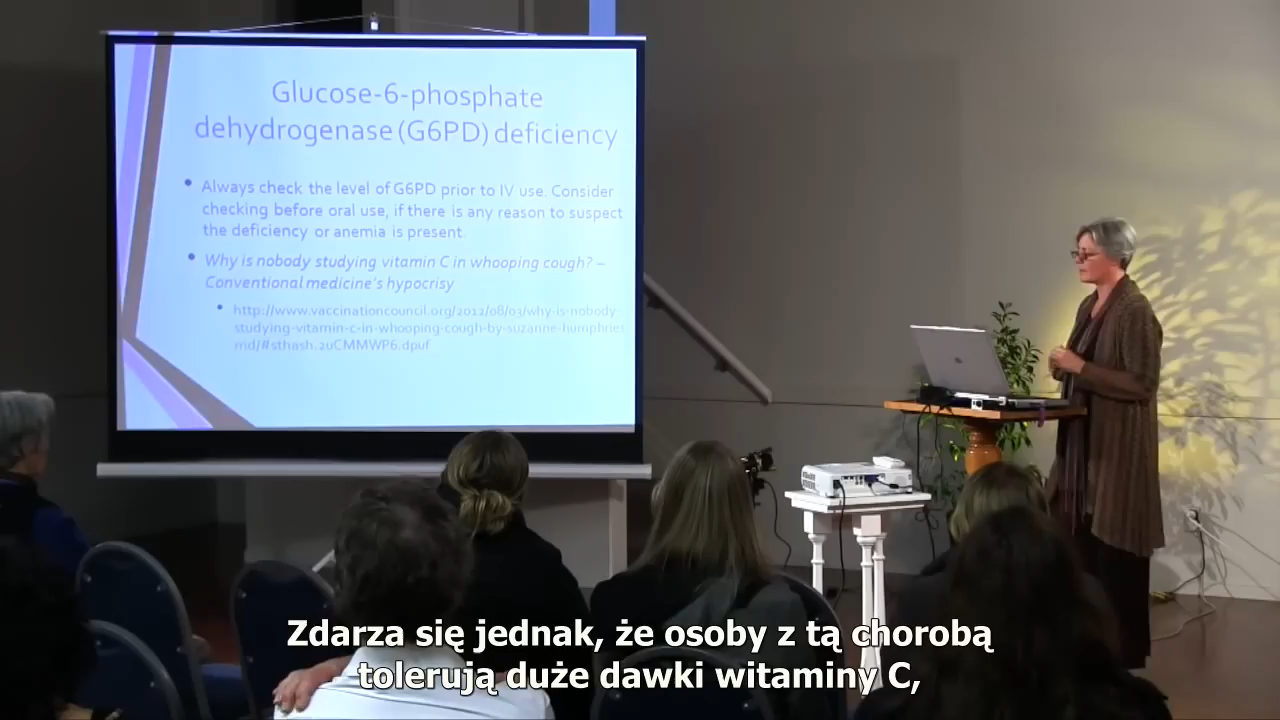 Glucose-6-phosphate
dehydrogenase (G6PD) deficiency
• Always check the level of G6PD prior to IV use. Consider
checking before oral use, if there is any reason to suspect
the deficiency or anemia is present.
• Why is nobody studying vitamin C in whooping cough? –
Conventional medicine's hypocrisy
• http://www.vaccinationcouncil.org/2012/08/03/why-is-nobody
studying-vitamin-c-in-whooping-cough-by-suzanne-humphries
md/#sthash.2uCMMWP6.dpuf
Zdarza się jednak, że osoby z tą chorobą
tolerują duże dawki witaminy C,